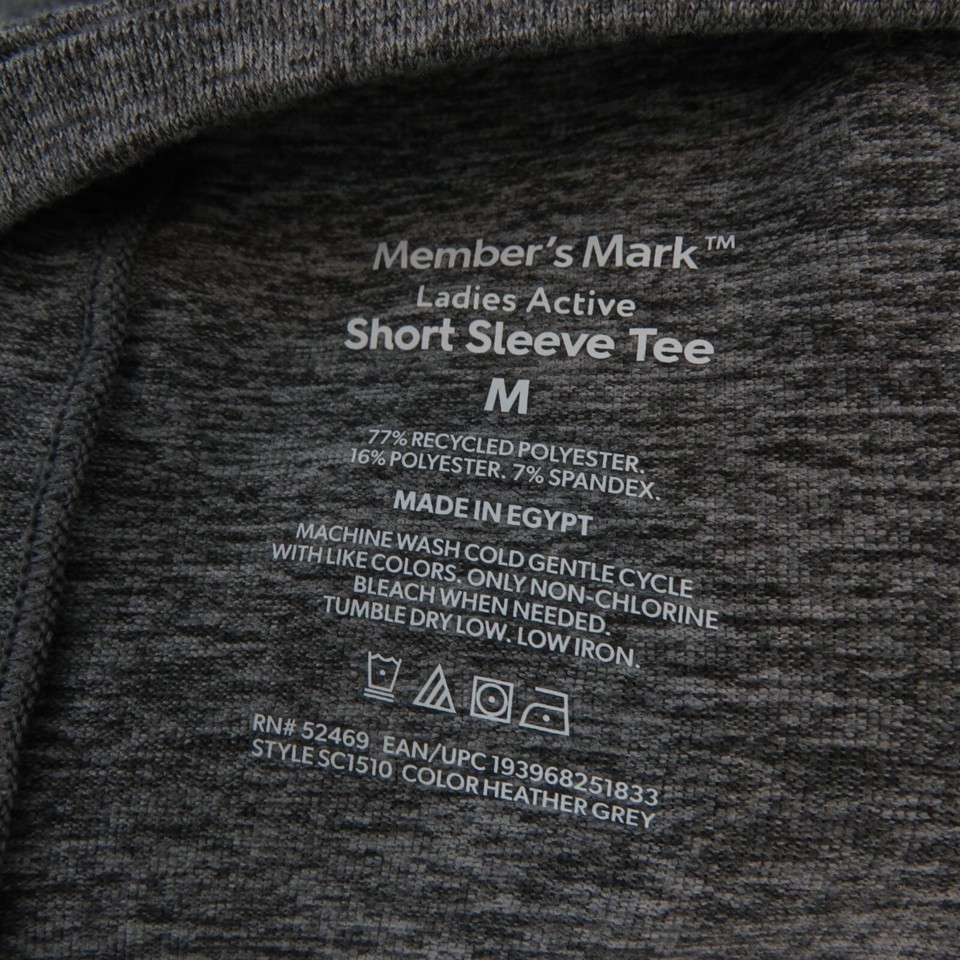 Member's Mark™
Ladies Active
Short Sleeve Tee
M
77% RECYCLED POLYESTER.
16% POLYESTER. 7% SPANDEX.
MADE IN EGYPT
MACHINE WASH COLD GENTLE CYCLE
WITH LIKE COLORS. ONLY NON-CHLORINE
BLEACH WHEN NEEDED.
TUMBLE DRY LOW. LOW IRON.
RN# 52469 EAN/UPC 193968251833
STYLE SC1510 COLOR HEATHER GREY